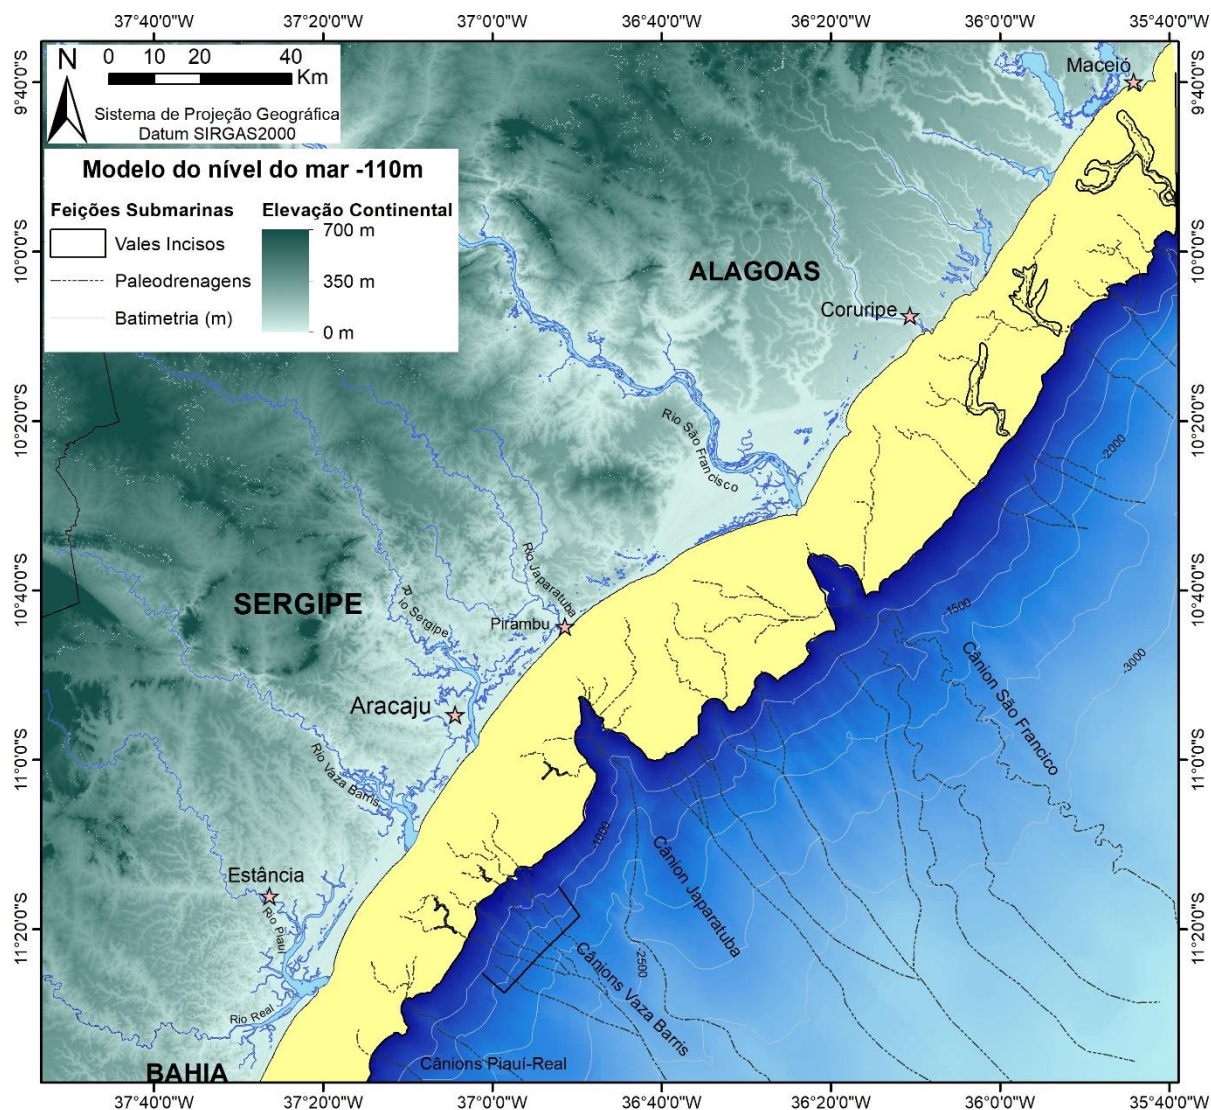 37°40'0"W 37°20'0"W 37°0'0"W 36°40'0"W 36°20'0"W 36°0'0"W 35°40'0"W
N
0 10 20 40
Km
Sistema de Projeção Geográfica
Datum SIRGAS2000
Modelo do nível do mar -110m
Feições Submarinas
Vales Incisos
Paleodrenagens
Batimetria (m)
Elevação Continental
700 m
350 m
0 m
9°40'0"S
10°0'0"S
10°20'0"S
10°40'0"S
11°0'0"S
11°20'0"S
Maceió
ALAGOAS
Coruripe
Rio São Francisco
SERGIPE
Rio Japaratuba
Rio Sergipe
Pirambu
Aracaju
Rio Vaza Barris
Estância
Rio Piauí
Rio Real
BAHIA
-2000
-1500
-3000
Cânion São Francico
-1000
Cânion Japaratuba
-2500
Cânions Vaza Barris
Cânions Piauí-Real
9°40'0"S
10°0'0"S
10°20'0"S
10°40'0"S
11°0'0"S
11°20'0"S
37°40'0"W 37°20'0"W 37°0'0"W 36°40'0"W 36°20'0"W 36°0'0"W 35°40'0"W